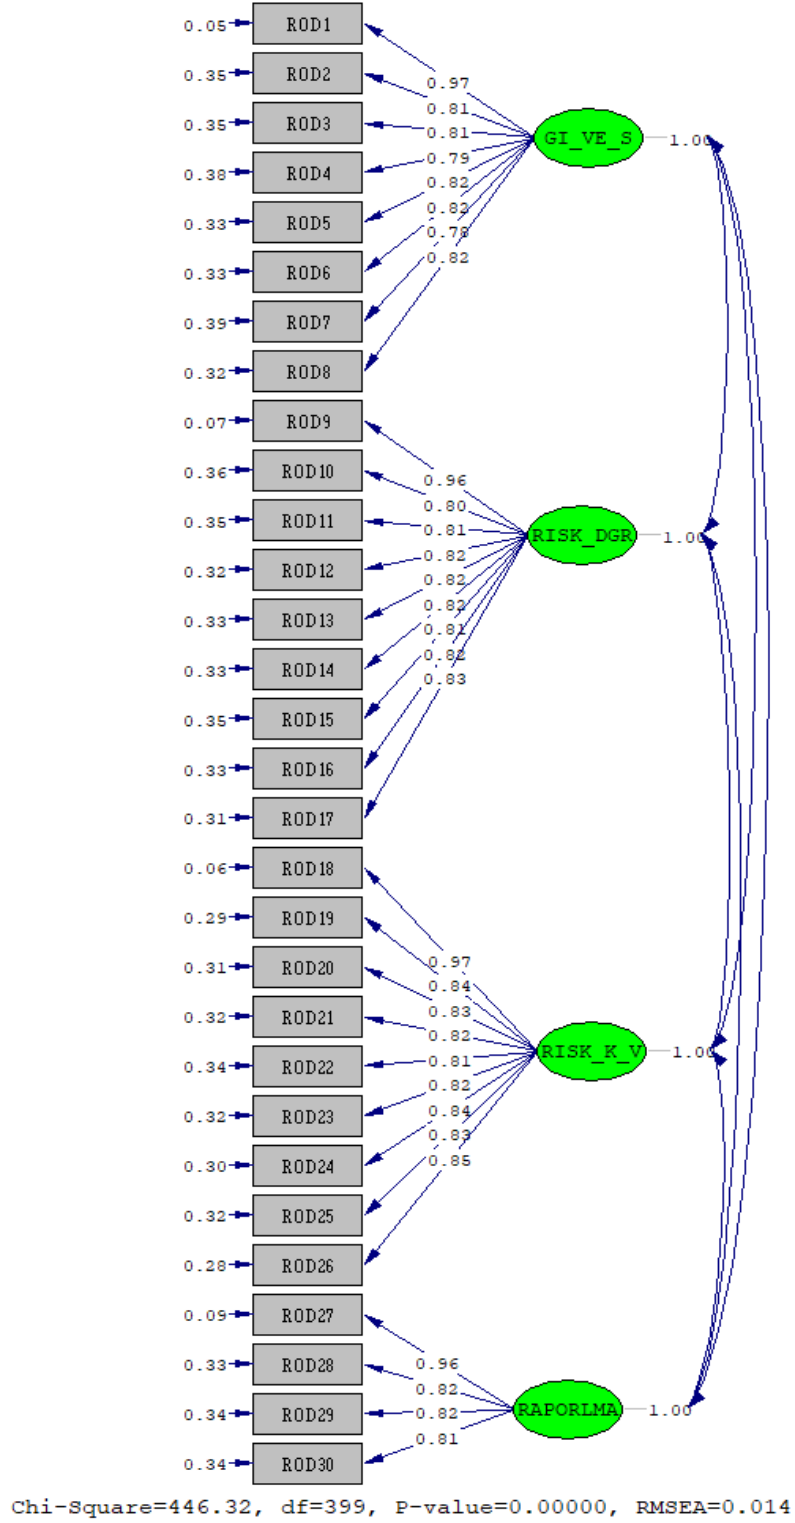 0.05 ROD1
0.35 ROD2
0.35 ROD3
0.38 ROD4
0.33 ROD5
0.33 ROD6
0.39 ROD7
0.32 ROD8
0.97
0.81
0.81
0.79
0.82
0.82
0.78
0.82
GI_VE_S 1.00
0.07 ROD9
0.36 ROD10
0.35 ROD11
0.32 ROD12
0.33 ROD13
0.33 ROD14
0.35 ROD15
0.33 ROD16
0.31 ROD17
0.96
0.80
0.81
0.82
0.82
0.82
0.81
0.82
0.83
RISK_DGR 1.00
0.06 ROD18
0.29 ROD19
0.31 ROD20
0.32 ROD21
0.34 ROD22
0.32 ROD23
0.30 ROD24
0.32 ROD25
0.28 ROD26
0.97
0.84
0.83
0.82
0.81
0.82
0.84
0.83
0.85
RISK_K_V 1.00
0.09 ROD27
0.33 ROD28
0.34 ROD29
0.34 ROD30
0.96
0.82
0.82
0.81
RAPORLMA 1.00
Chi-Square=446.32, df=399, P-value=0.00000, RMSEA=0.014